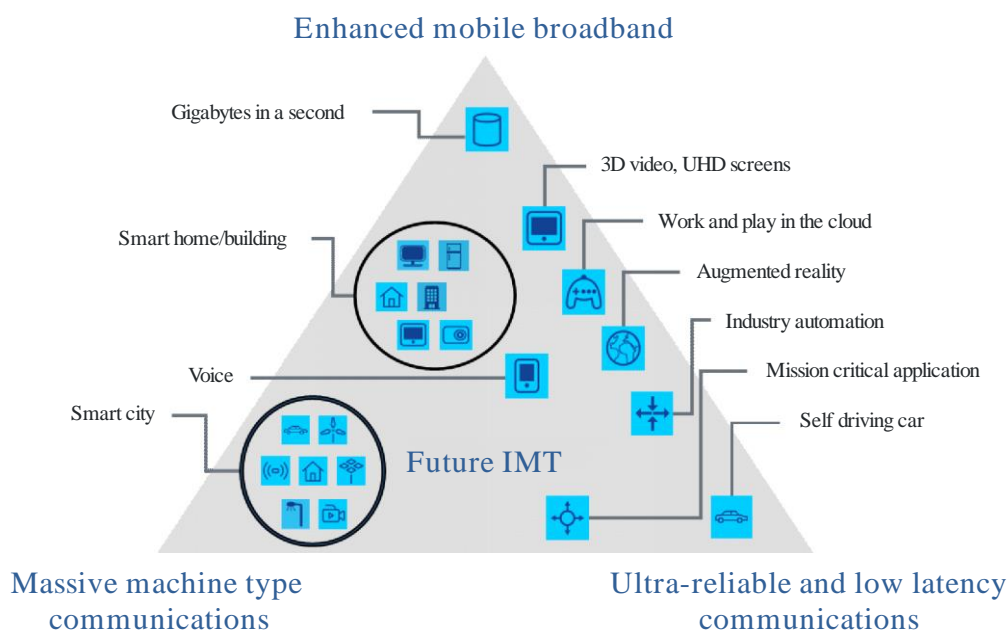 Enhanced mobile broadband
Gigabytes in a second
3D video, UHD screens
Work and play in the cloud
Smart home/building
Augmented reality
Industry automation
Voice
Mission critical application
Smart city
Self driving car
Future IMT
Massive machine type
communications
Ultra-reliable and low latency
communications